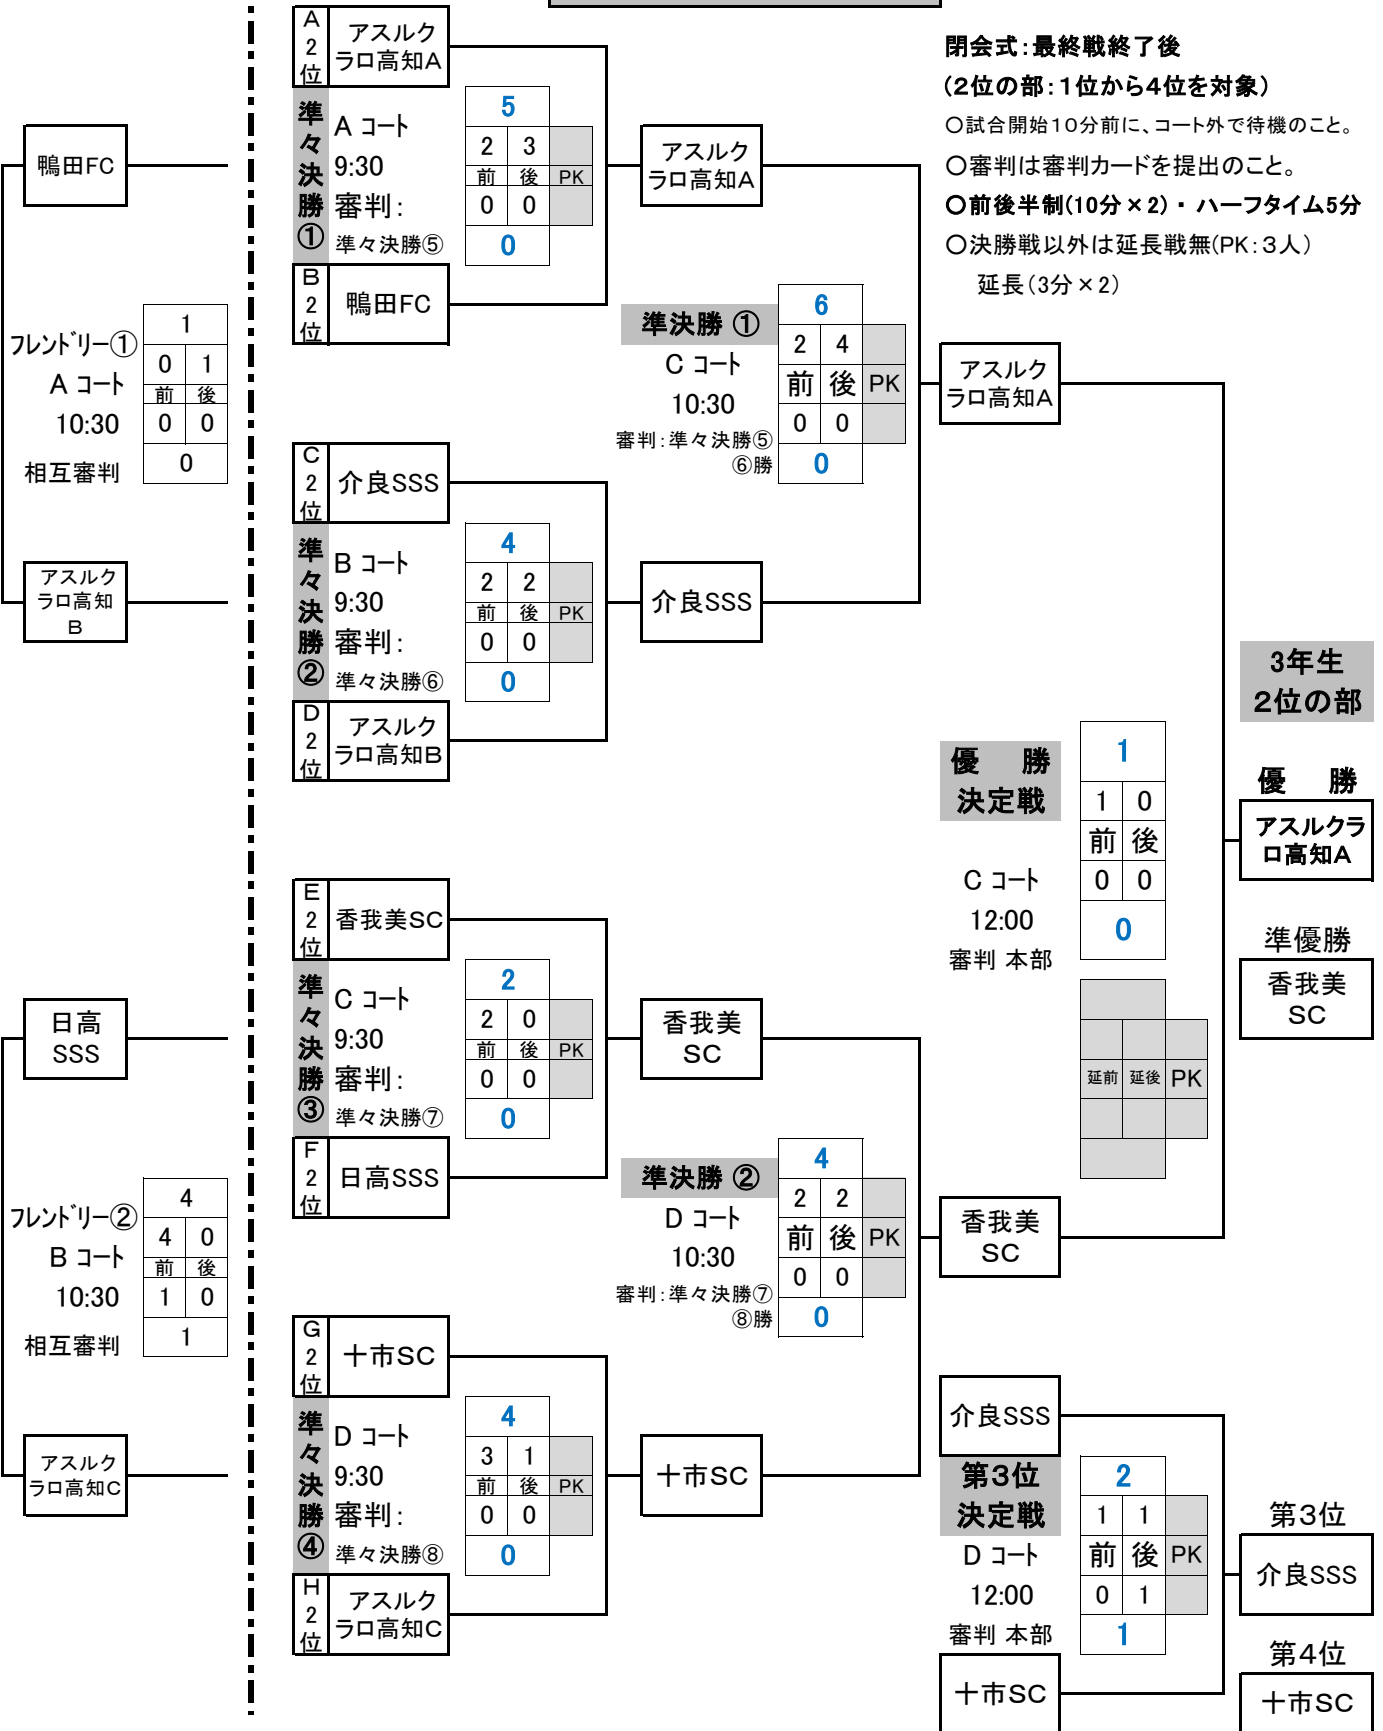 閉会式：最終戦終了後
（2位の部：1位から4位を対象）
○試合開始10分前に、コート外で待機のこと。
○審判は審判カードを提出のこと。
○前後半制(10分×2)・ハーフタイム5分
○決勝戦以外は延長戦無(PK：3人)
延長（3分×2）
鴨田FC
フレンドリー①
A コート
10:30
相互審判
1
0 1
前 後
0 0
0
アスルク
ラロ高知
B
日高
SSS
フレンドリー②
B コート
10:30
相互審判
4
4 0
前 後
1 0
1
アスルク
ラロ高知C
A2位
アスルク
ラロ高知A
準々決勝①
A コート
9:30
審判：
準々決勝⑤
5
2 3
前 後 PK
0 0
0
B2位
鴨田FC
C2位
介良SSS
準々決勝②
B コート
9:30
審判：
準々決勝⑥
4
2 2
前 後 PK
0 0
0
D2位
アスルク
ラロ高知B
E2位
香我美SC
準々決勝③
C コート
9:30
審判：
準々決勝⑦
2
2 0
前 後 PK
0 0
0
F2位
日高SSS
G2位
十市SC
準々決勝④
D コート
9:30
審判：
準々決勝⑧
4
3 1
前 後 PK
0 0
0
H2位
アスルク
ラロ高知C
アスルク
ラロ高知A
準決勝 ①
C コート
10:30
審判：準々決勝⑤
⑥勝
6
2 4
前 後 PK
0 0
0
介良SSS
香我美
SC
準決勝 ②
D コート
10:30
審判：準々決勝⑦
⑧勝
4
2 2
前 後 PK
0 0
0
十市SC
アスルク
ラロ高知A
優 勝
決定戦
C コート
12:00
審判 本部
1
1 0
前 後
0 0
0
延前 延後 PK
香我美
SC
介良SSS
第3位
決定戦
D コート
12:00
審判 本部
2
1 1
前 後 PK
0 1
1
十市SC
3年生
2位の部
優 勝
アスルクラ
ロ高知A
準優勝
香我美
SC
第3位
介良SSS
第4位
十市SC